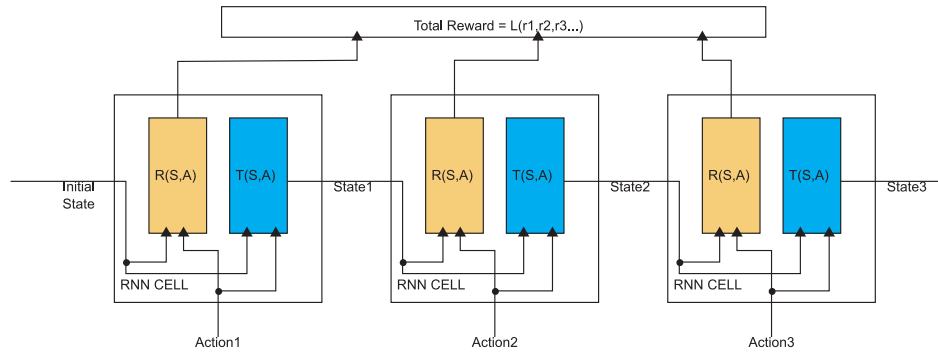 Total Reward = L(r1,r2,r3...)
R(S,A)
T(S,A)
R(S,A)
T(S,A)
R(S,A)
T(S,A)
Initial
State
State1
State2
State3
RNN CELL
RNN CELL
RNN CELL
Action1
Action2
Action3